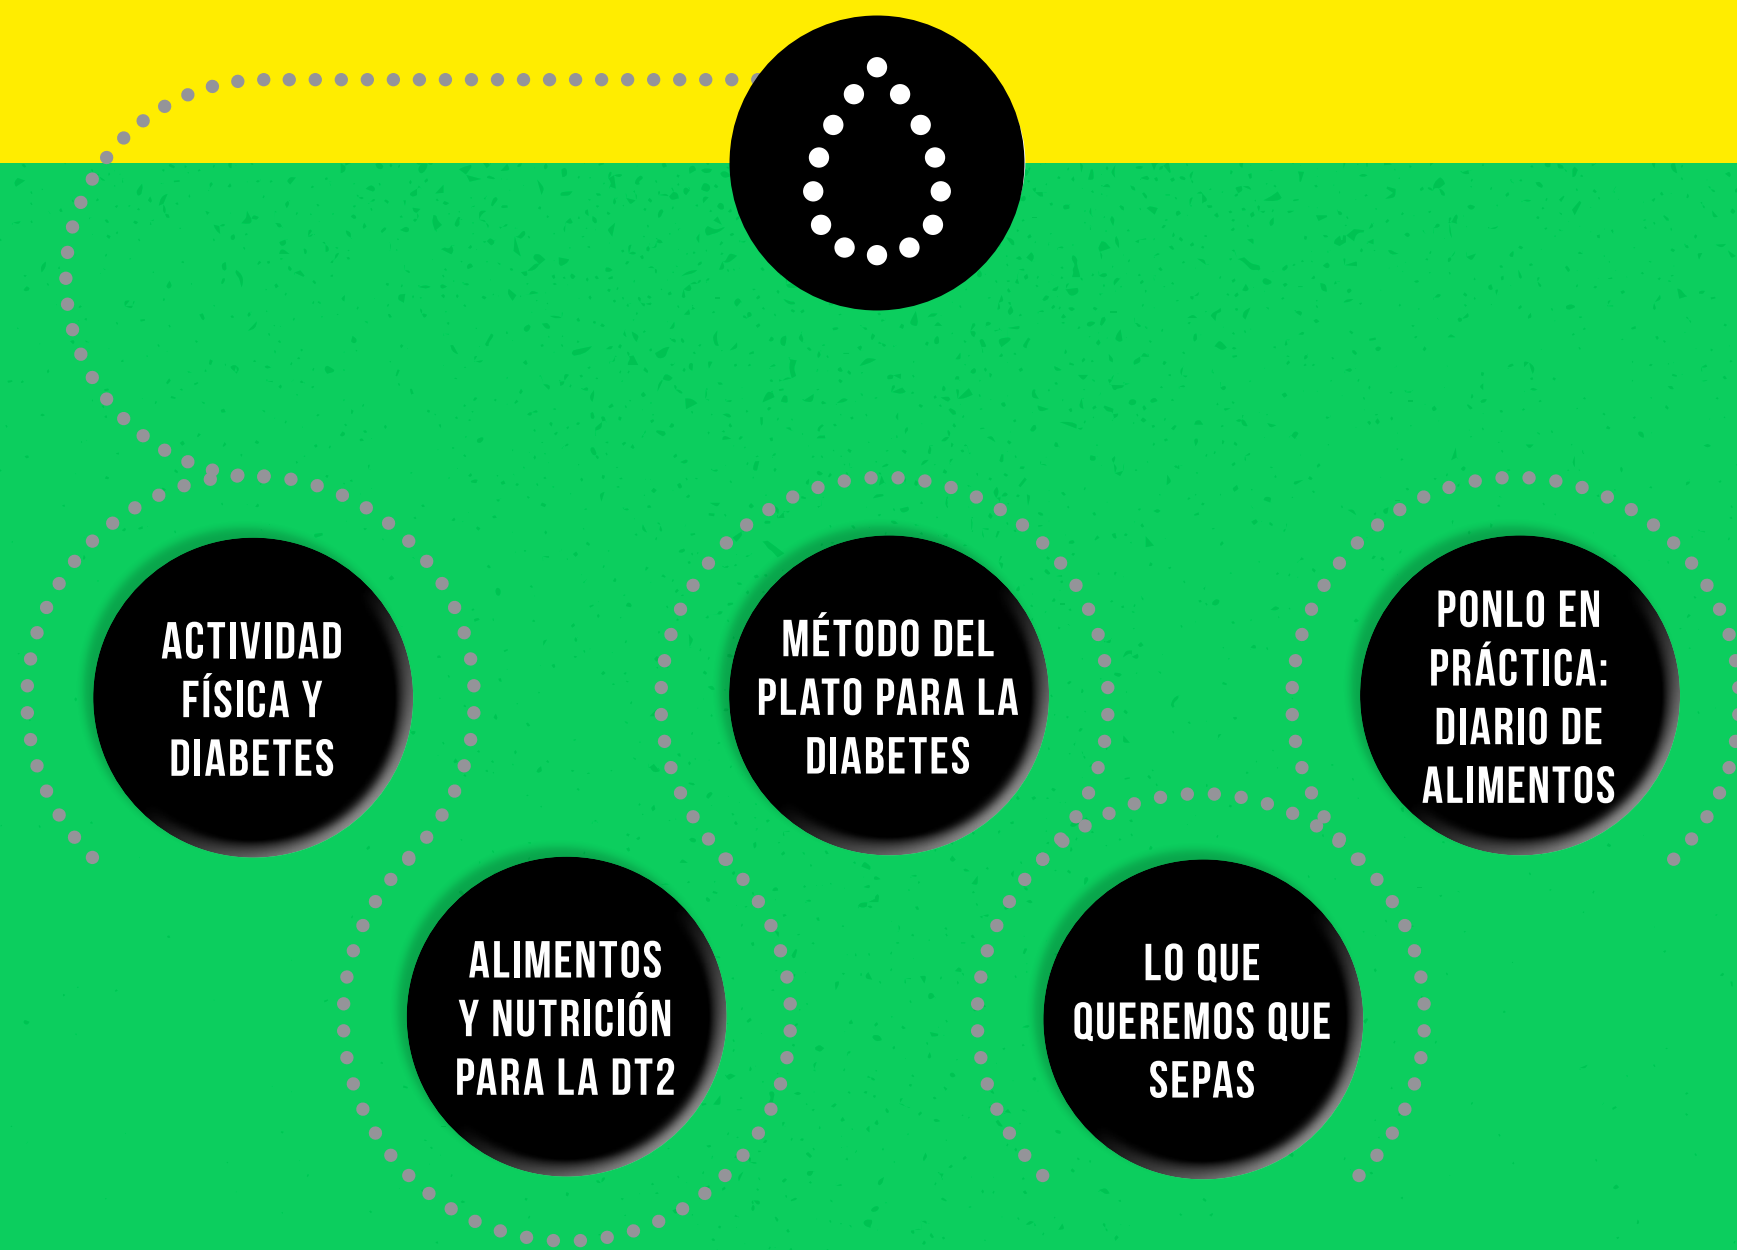 ACTIVIDAD
FÍSICA Y
DIABETES
ALIMENTOS
Y NUTRICIÓN
PARA LA DT2
MÉTODO DEL
PLATO PARA LA
DIABETES
LO QUE
QUEREMOS QUE
SEPAS
PONLO EN
PRÁCTICA:
DIARIO DE
ALIMENTOS